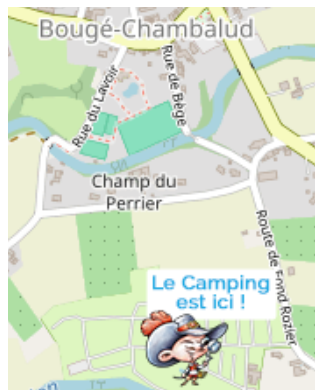 Bougé-Chambalud
Rue du Lavoir
Rue de Bège
Champ du
Perrier
Route de Fond Rozier
Le Camping
est ici !